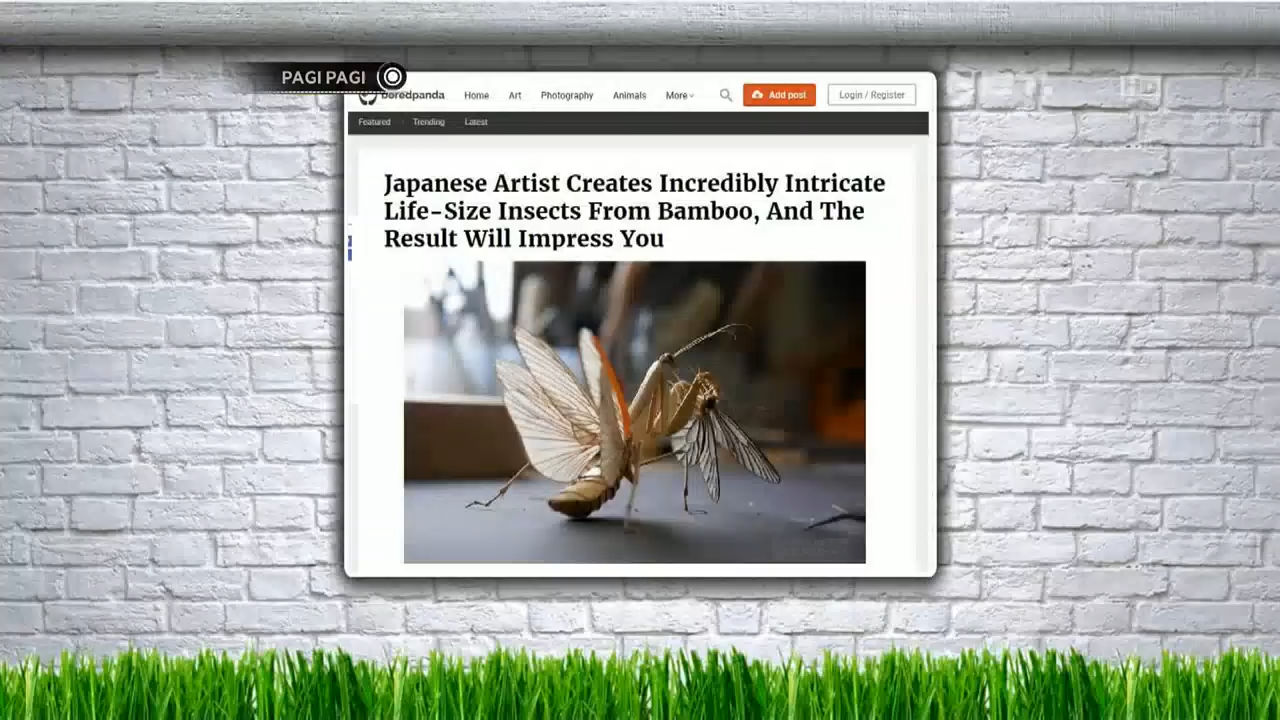 PAGI PAGI
boredpanda Home Art Photography Animals More Add post Login / Register
Featured Trending Latest
Japanese Artist Creates Incredibly Intricate
Life-Size Insects From Bamboo, And The
Result Will Impress You